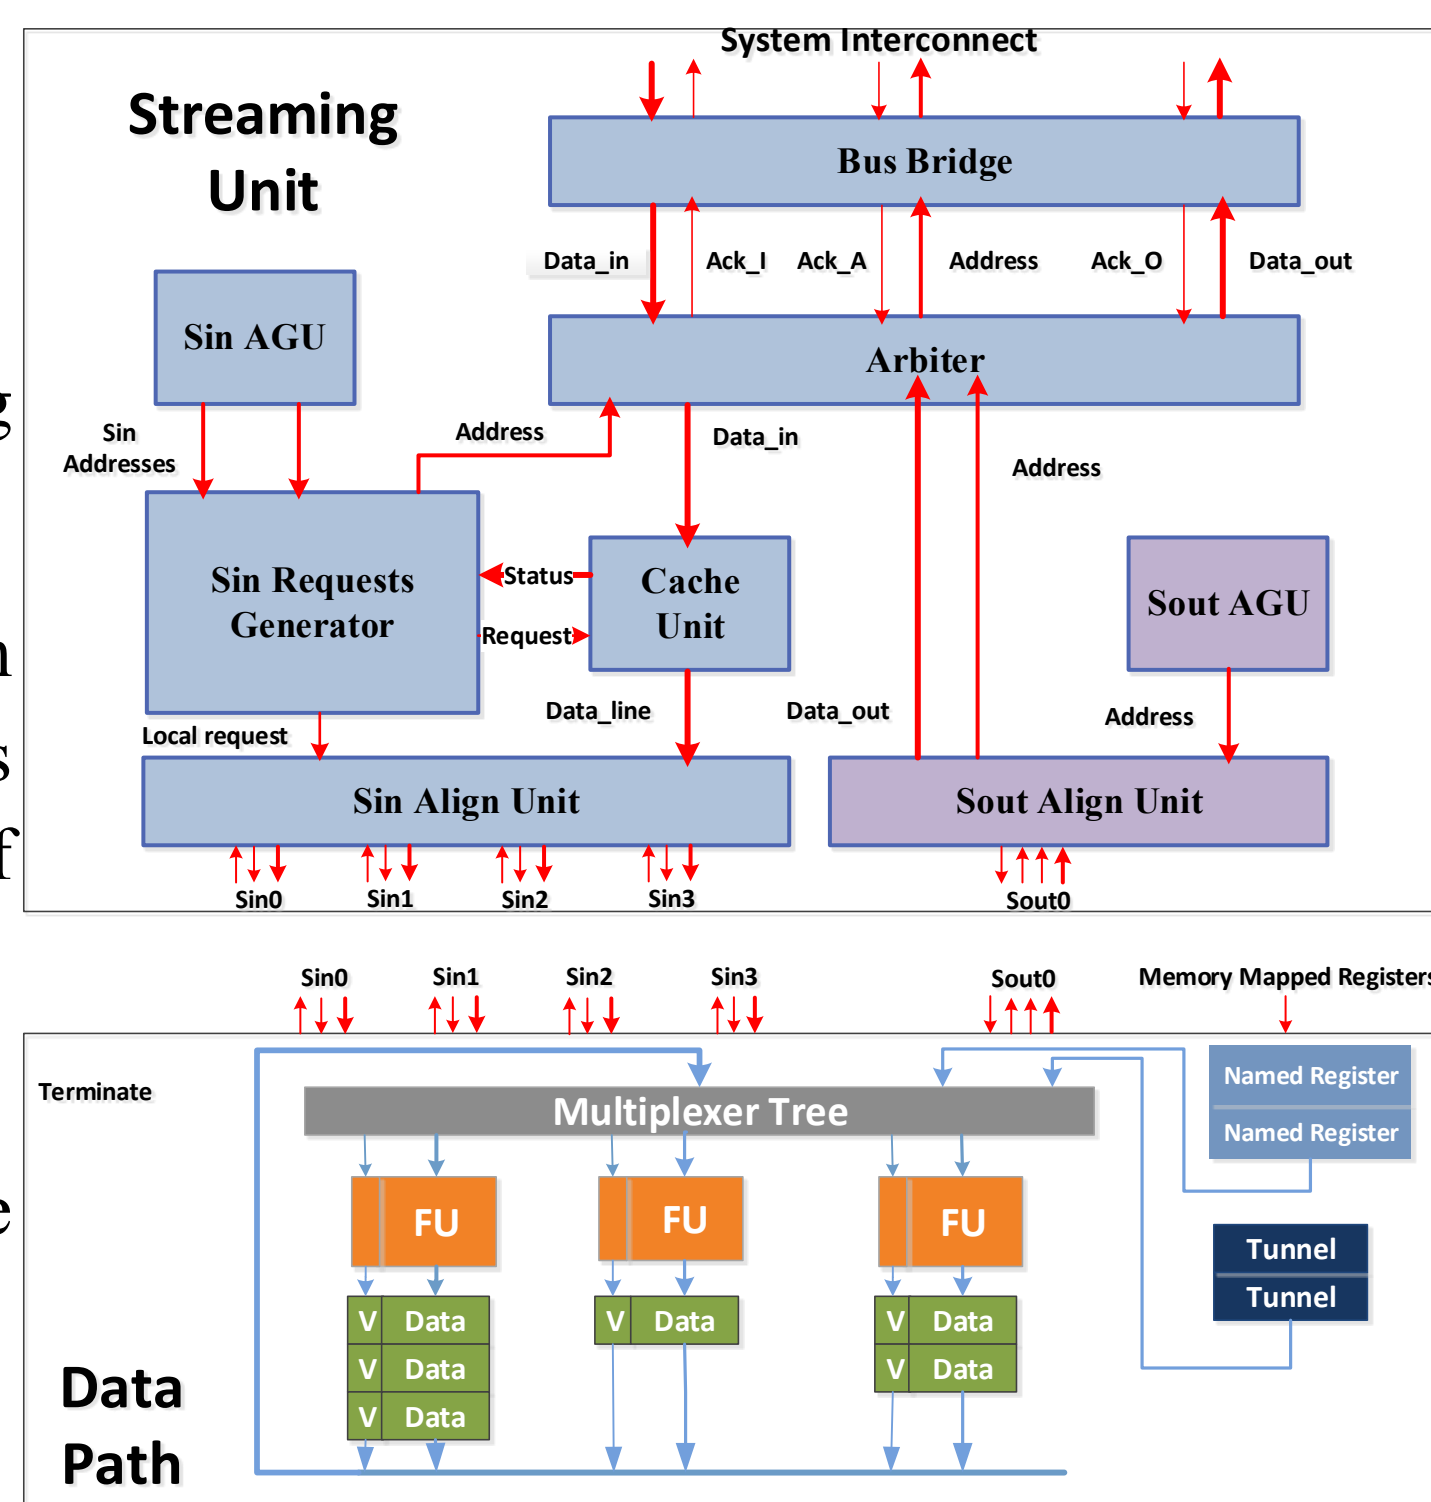 System Interconnect
Streaming
Unit
Bus Bridge
Data_in
Ack_I
Ack_A
Address
Ack_O
Data_out
Sin AGU
Arbiter
g
Sin
Addresses
Address
Data_in
Address
Sin Requests
Generator
Status
Request
Cache
Unit
Sout AGU
n
Data_line
Data_out
Address
Local request
s
Sin Align Unit
Sout Align Unit
f
Sin0
Sin1
Sin2
Sin3
Sout0
Sin0
Sin1
Sin2
Sin3
Sout0
Memory Mapped Registers
Terminate
Multiplexer Tree
Named Register
Named Register
e
FU
FU
FU
Tunnel
Tunnel
V Data
V Data
V Data
V Data
V Data
V Data
Data
Path